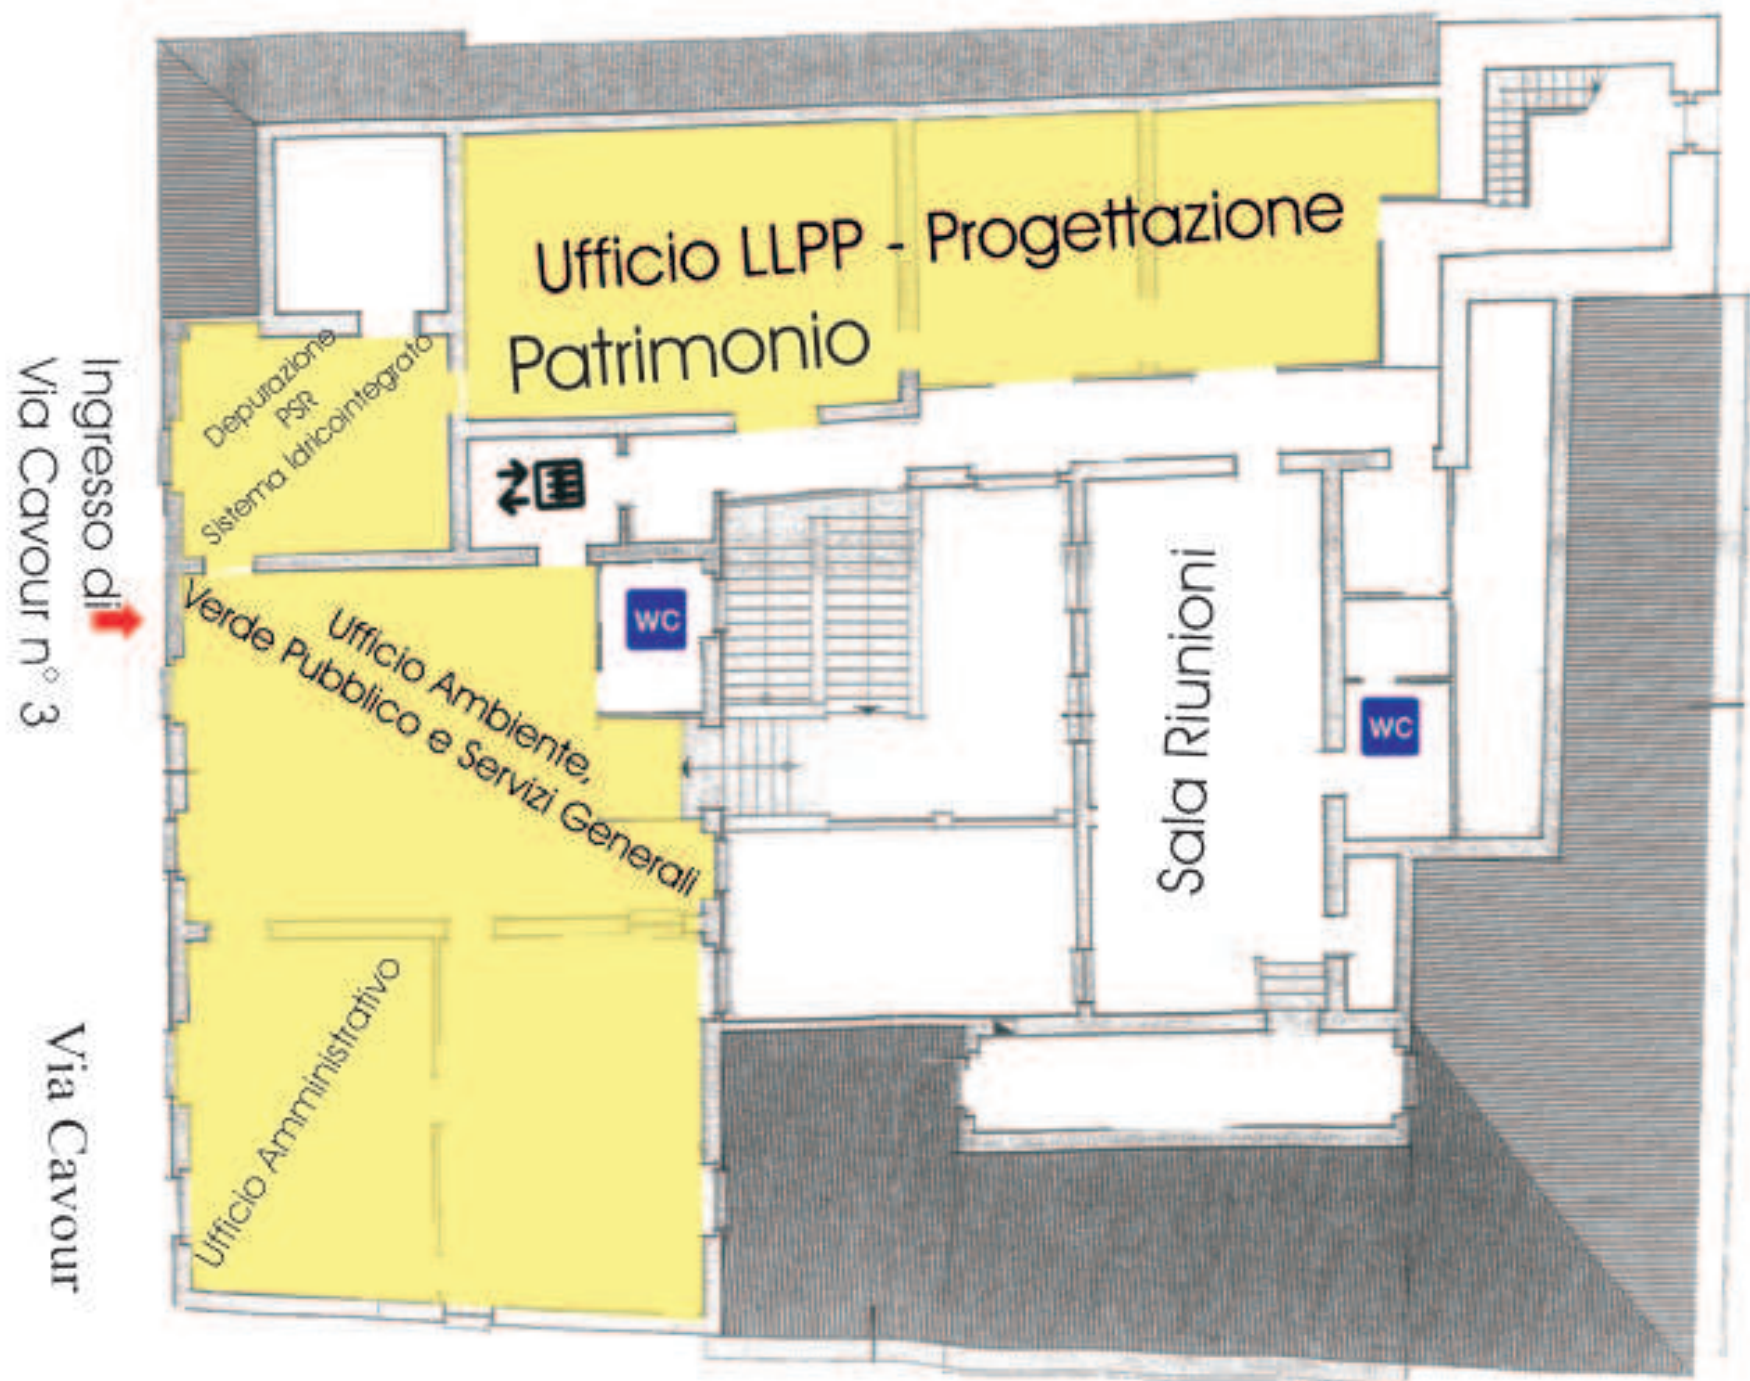 Ufficio LLPP - Progettazione
Patrimonio
Depurazione
PSR
Sistema Idricointegrato
Ingresso di
Via Cavour n° 3
WC
Ufficio Ambiente,
Verde Pubblico e Servizi Generali
Sala Riunioni
WC
Ufficio Amministrativo
Via Cavour